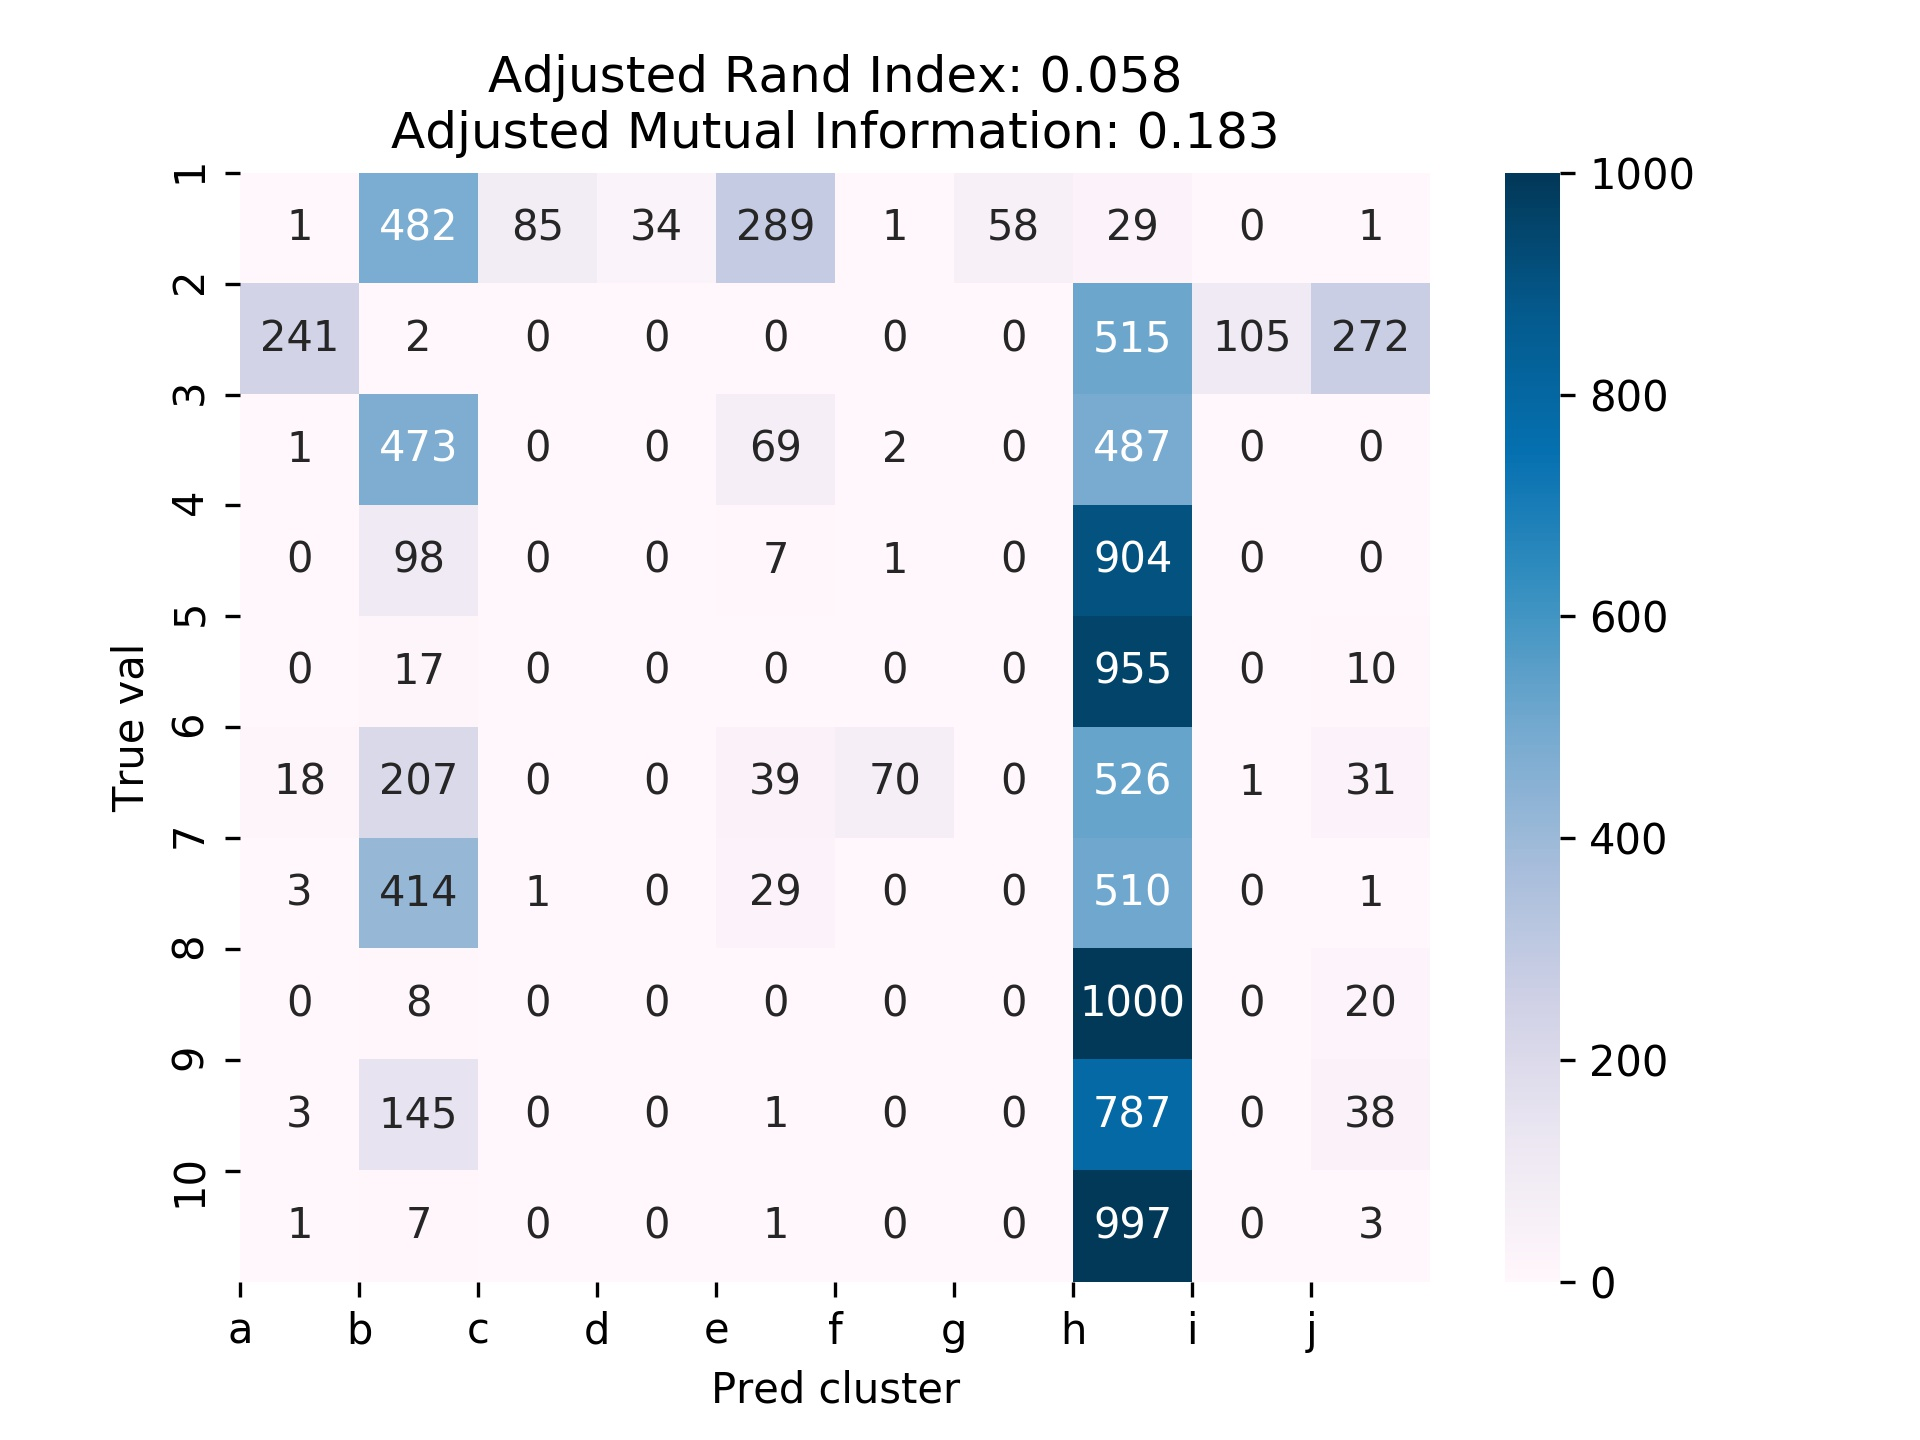 Adjusted Rand Index: 0.058
Adjusted Mutual Information: 0.183
1 1 482 85 34 289 1 58 29 0 1 1000
2 241 2 0 0 0 0 0 515 105 272
3 1 473 0 0 69 2 0 487 0 0 800
4 0 98 0 0 7 1 0 904 0 0
5 0 17 0 0 0 0 0 955 0 10 600
6 18 207 0 0 39 70 0 526 1 31
7 3 414 1 0 29 0 0 510 0 1 400
8 0 8 0 0 0 0 0 1000 0 20
9 3 145 0 0 1 0 0 787 0 38 200
10 1 7 0 0 1 0 0 997 0 3 0
True val
a b c d e f g h i j
Pred cluster